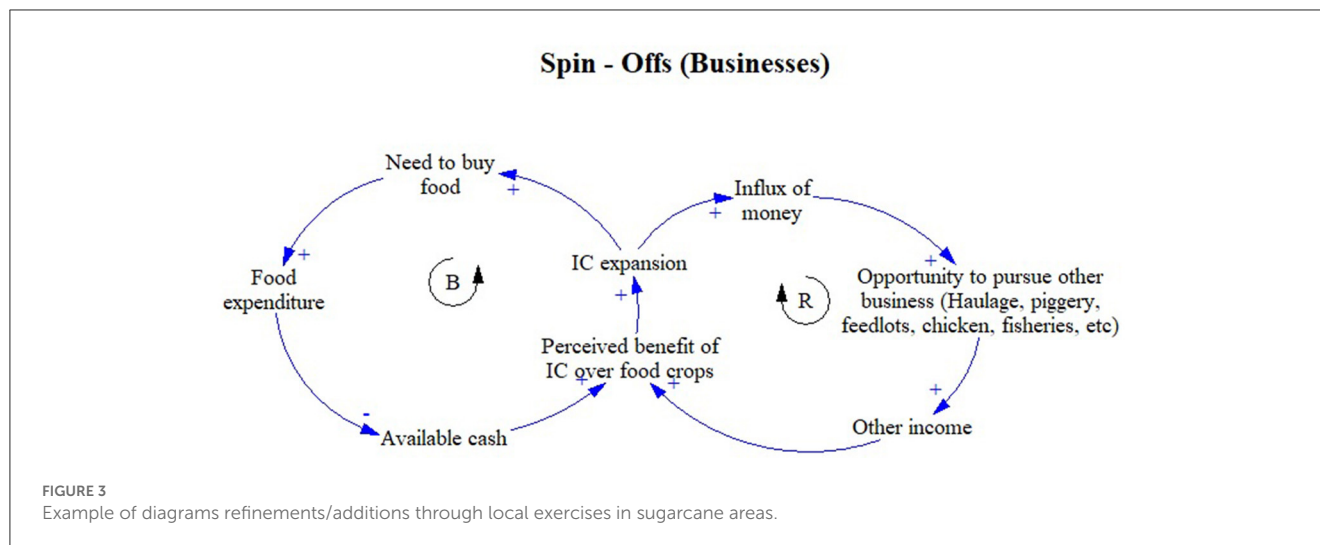 Spin - Offs (Businesses)
Need to buy
food
+
Influx of
money
+
+
Food
expenditure
B
IC expansion
+
R
+
Opportunity to pursue other
business (Haulage, piggery,
feedlots, chicken, fisheries, etc)
Perceived benefit of
IC over food crops
+
+
+
-
Available cash
Other income
FIGURE 3
Example of diagrams refinements/additions through local exercises in sugarcane areas.